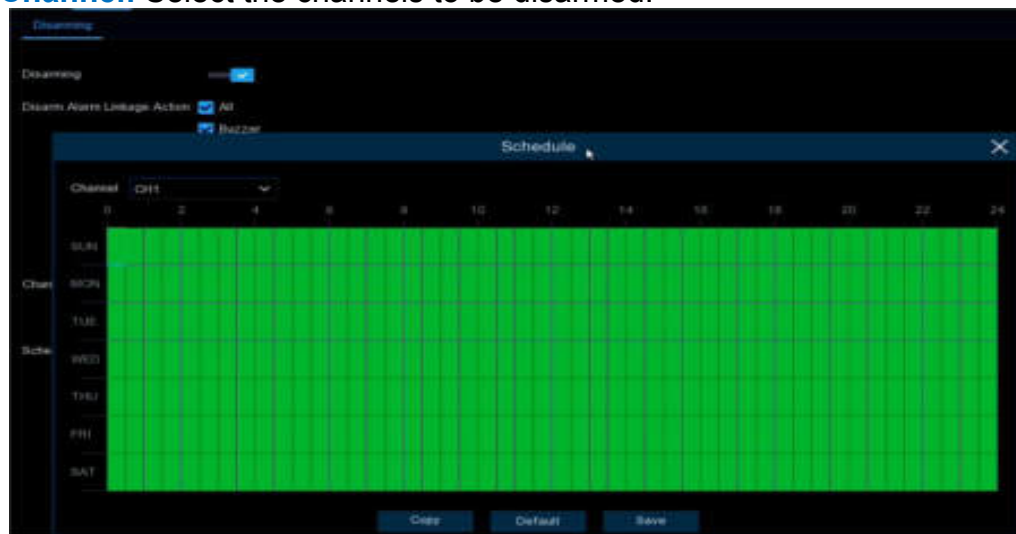 Channel: Select the channels to be disarmed.
Disarming
Disarming
Disarm Alarm Linkage Action All
Buzzer
Schedule
Channel CH1
0 2 4 6 8 10 12 14 16 18 20 22 24
SUN
Chan MON
TUE
Sche WED
THU
FRI
SAT
Copy Default Save